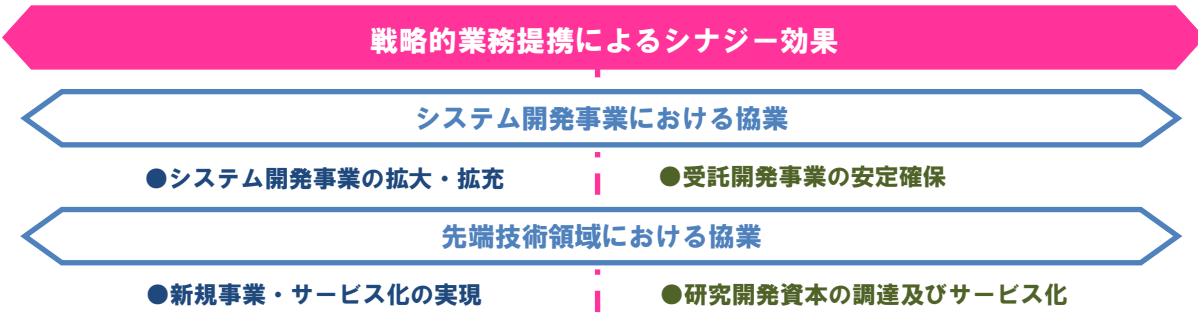 戦略的業務提携によるシナジー効果
システム開発事業における協業
●システム開発事業の拡大・拡充
●受託開発事業の安定確保
先端技術領域における協業
●新規事業・サービス化の実現
●研究開発資本の調達及びサービス化